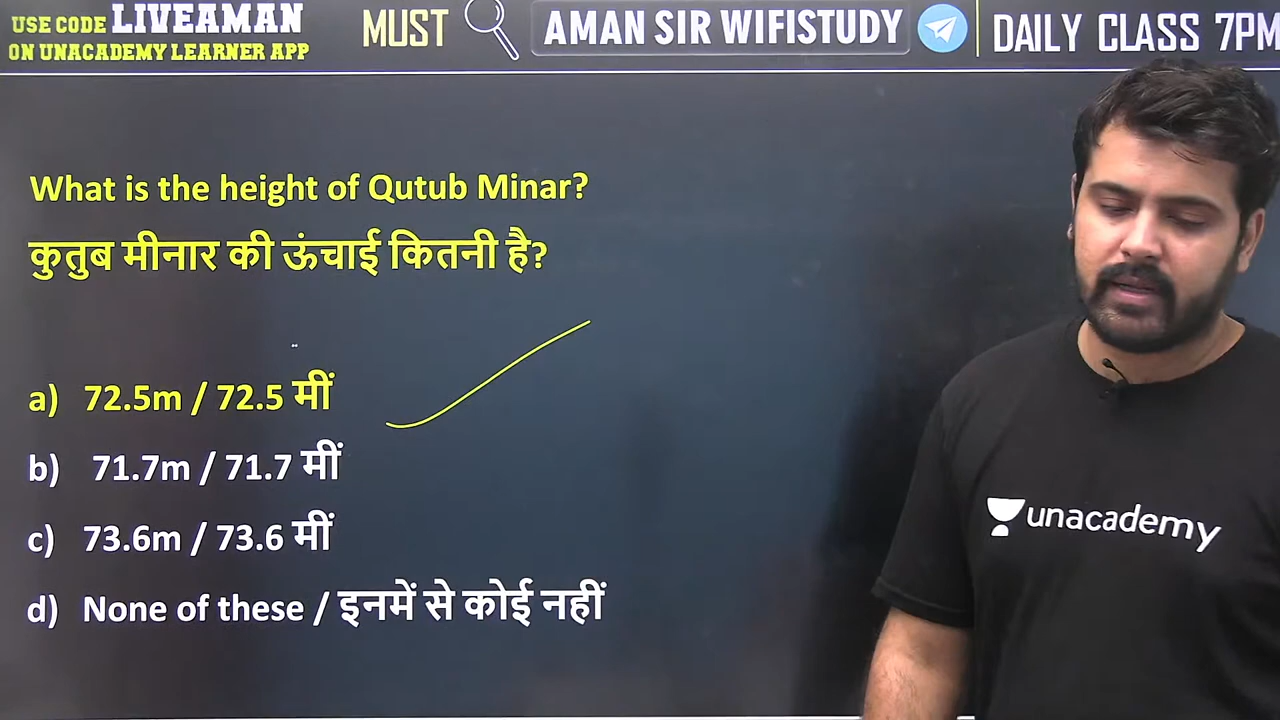 USE CODE LIVEAMAN
ON UNACADEMY LEARNER APP
MUST
AMAN SIR WIFISTUDY
DAILY CLASS 7PM
What is the height of Qutub Minar?
कुतुब मीनार की ऊंचाई कितनी है?
a) 72.5m / 72.5 मीं
b) 71.7m / 71.7 मीं
c) 73.6m / 73.6 मीं
d) None of these / इनमें से कोई नहीं
unacademy